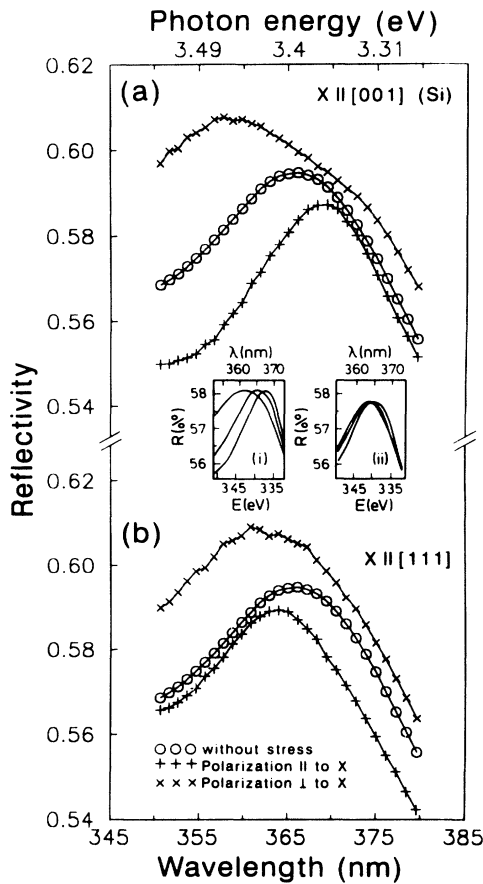 Photon energy (eV)
3.49 3.4 3.31
0.62
(a) X II [001] (Si)
0.60
0.58
0.56
0.54
λ(nm) λ(nm)
360 370 360 370
58 58
57 57
56 56
R(%) R(%)
(i) (ii)
345 335 345 335
E(eV) E(eV)
Reflectivity
0.62
(b) X II [111]
0.60
0.58
0.56
0.54
without stress
Polarization II to X
Polarization ⊥ to X
345 355 365 375 385
Wavelength (nm)